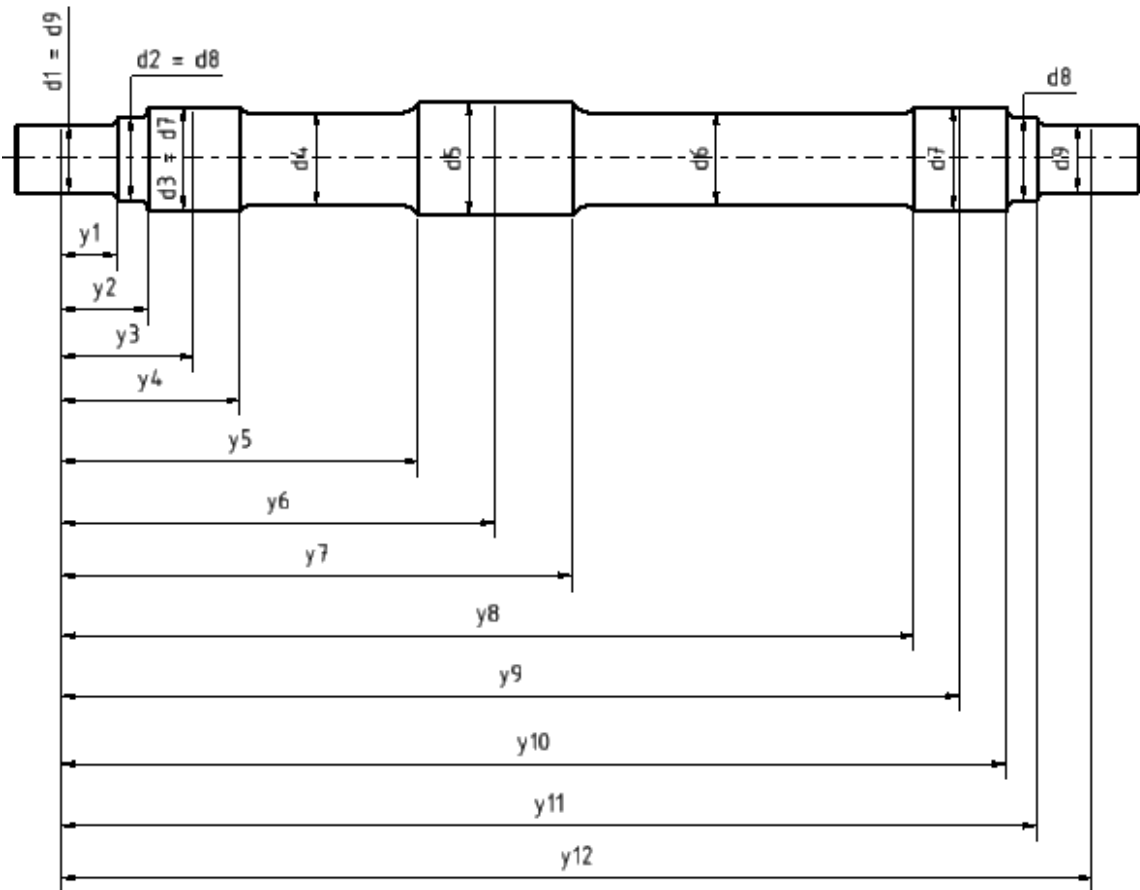 d1 = d9
d2 = d8
d8
d3 = d7
d4
d5
d6
d7
d9
y1
y2
y3
y4
y5
y6
y7
y8
y9
y10
y11
y12